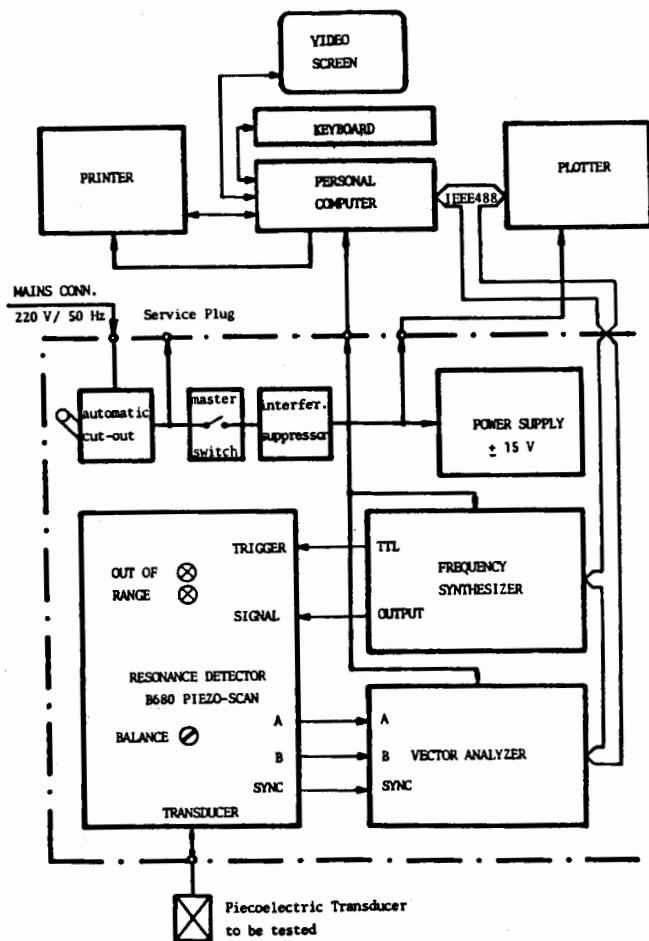 VIDEO
SCREEN
KEYBOARD
PRINTER
PERSONAL
COMPUTER
IEEE488
PLOTTER
MAINS CONN.
220 V/ 50 Hz
Service Plug
automatic
cut-out
master
switch
interfer.
suppressor
POWER SUPPLY
± 15 V
TRIGGER
TTL
OUT OF
RANGE
FREQUENCY
SYNTHESIZER
SIGNAL
OUTPUT
RESONANCE DETECTOR
B680 PIEZO-SCAN
A
A
BALANCE
B
B
VECTOR ANALYZER
SYNC
SYNC
TRANSDUCER
Piecoelectric Transducer
to be tested